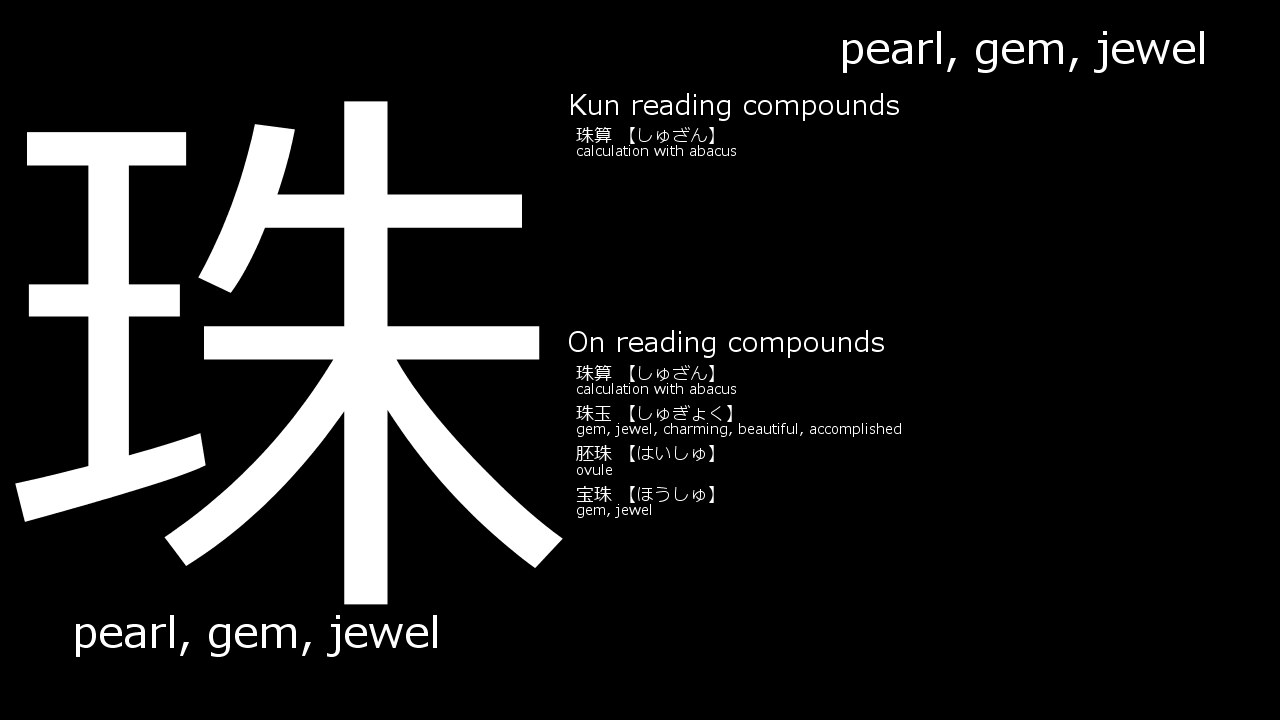 pearl, gem, jewel
珠
Kun reading compounds
珠算 【しゅざん】
calculation with abacus
On reading compounds
珠算 【しゅざん】
calculation with abacus
珠玉 【しゅぎょく】
gem, jewel, charming, beautiful, accomplished
胚珠 【はいしゅ】
ovule
宝珠 【ほうしゅ】
gem, jewel
pearl, gem, jewel